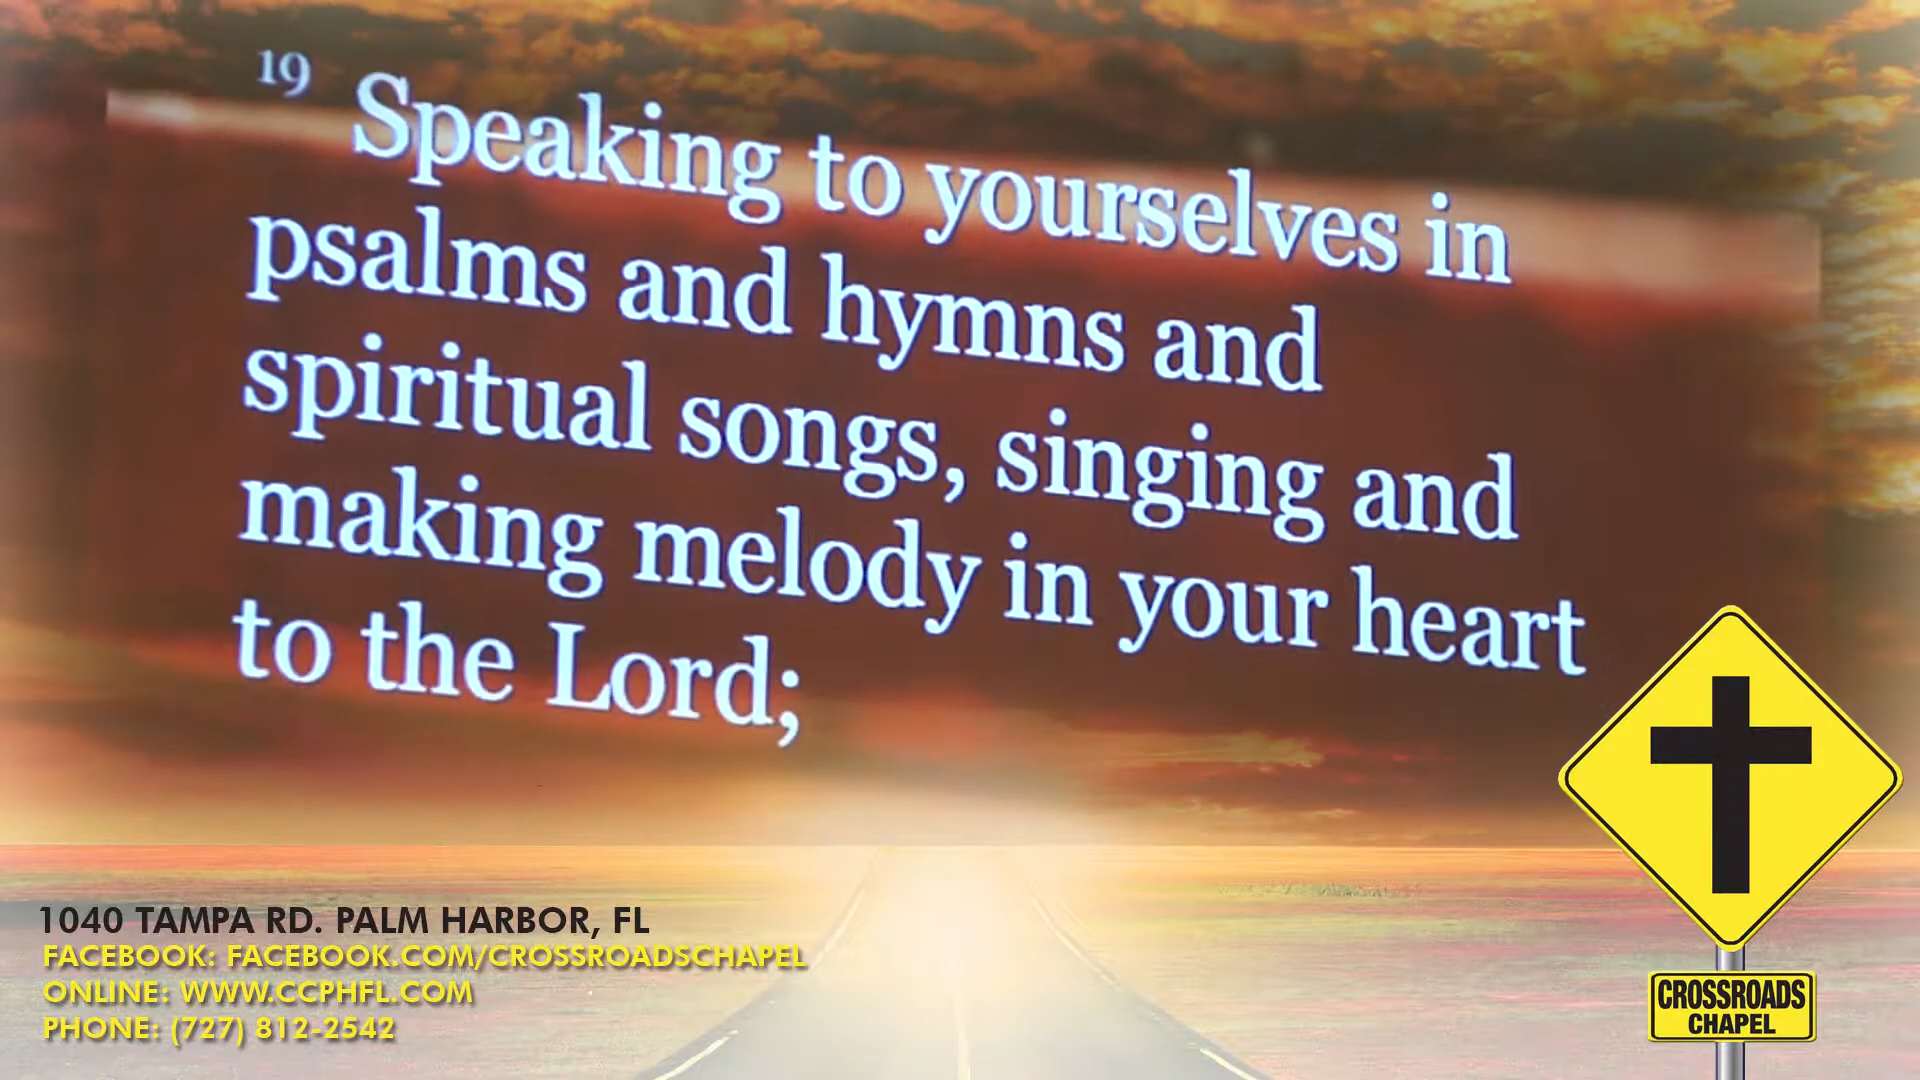 19 Speaking to yourselves in
psalms and hymns and
spiritual songs, singing and
making melody in your heart
to the Lord;
1040 TAMPA RD. PALM HARBOR, FL
FACEBOOK: FACEBOOK.COM/CROSSROADSCHAPEL
ONLINE: WWW.CCPHFL.COM
PHONE: (727) 812-2542
CROSSROADS
CHAPEL